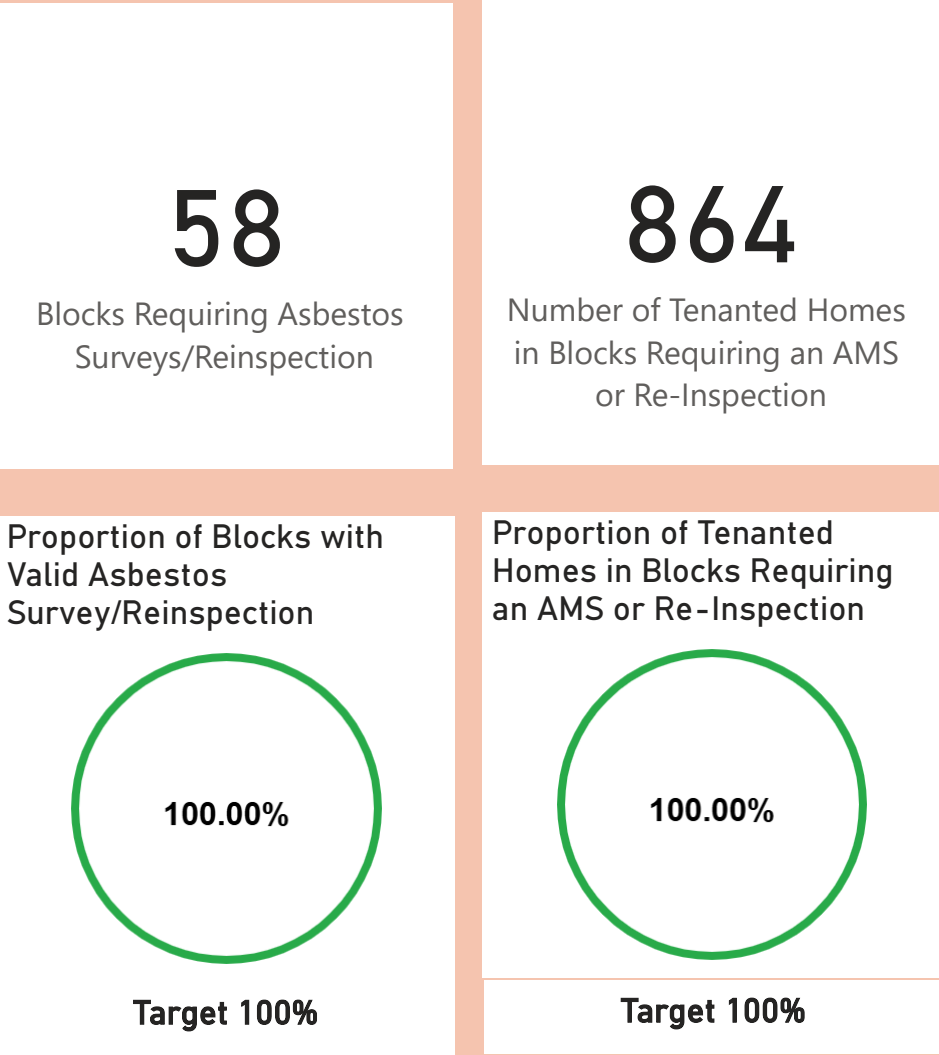 58
Blocks Requiring Asbestos
Surveys/Reinspection
864
Number of Tenanted Homes
in Blocks Requiring an AMS
or Re-Inspection
Proportion of Blocks with
Valid Asbestos
Survey/Reinspection
100.00%
Target 100%
Proportion of Tenanted
Homes in Blocks Requiring
an AMS or Re-Inspection
100.00%
Target 100%